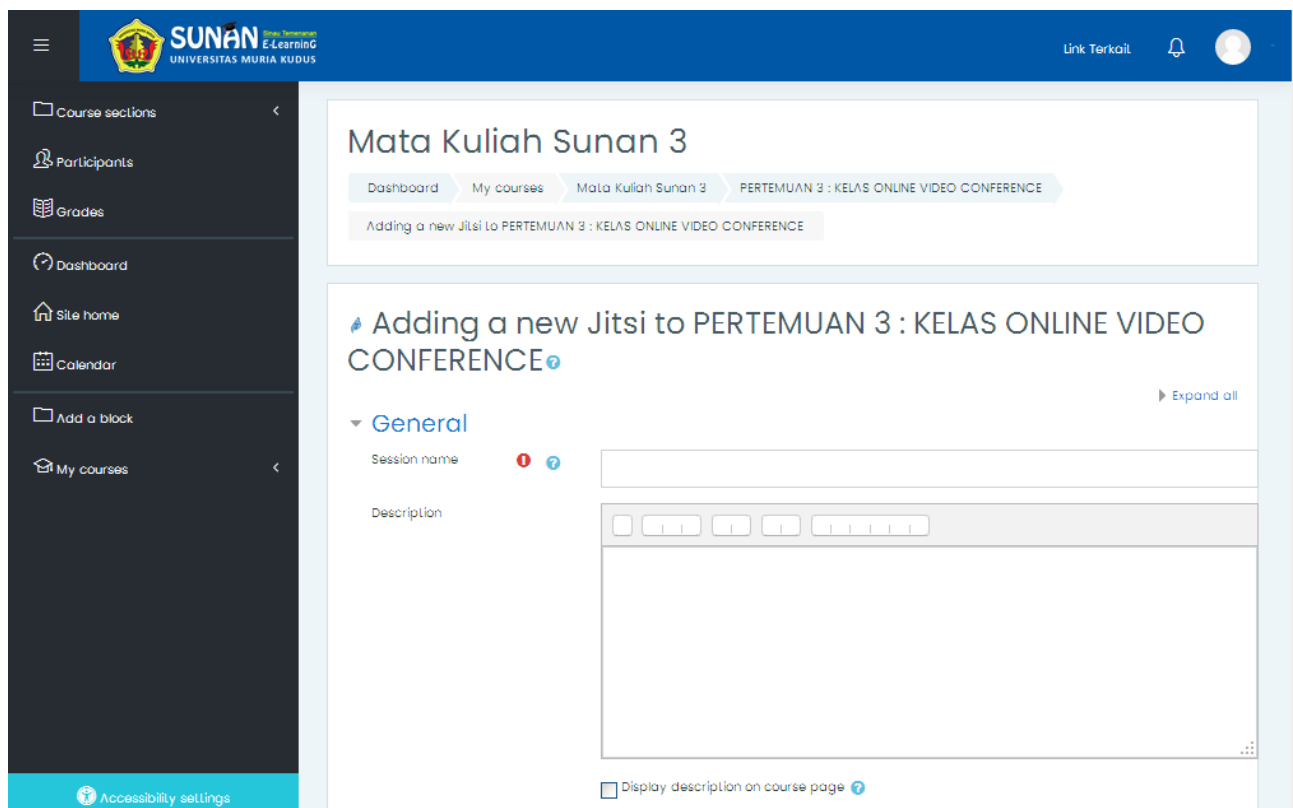 SUNAN Sinau Temenanan
E-Learning
UNIVERSITAS MURIA KUDUS
Link Terkait
Course sections
Participants
Grades
Dashboard
Site home
Calendar
Add a block
My courses
Accessibility settings
Mata Kuliah Sunan 3
Dashboard My courses Mata Kuliah Sunan 3 PERTEMUAN 3 : KELAS ONLINE VIDEO CONFERENCE
Adding a new Jitsi to PERTEMUAN 3 : KELAS ONLINE VIDEO CONFERENCE
Adding a new Jitsi to PERTEMUAN 3 : KELAS ONLINE VIDEO
CONFERENCE
Expand all
General
Session name
Description
Display description on course page